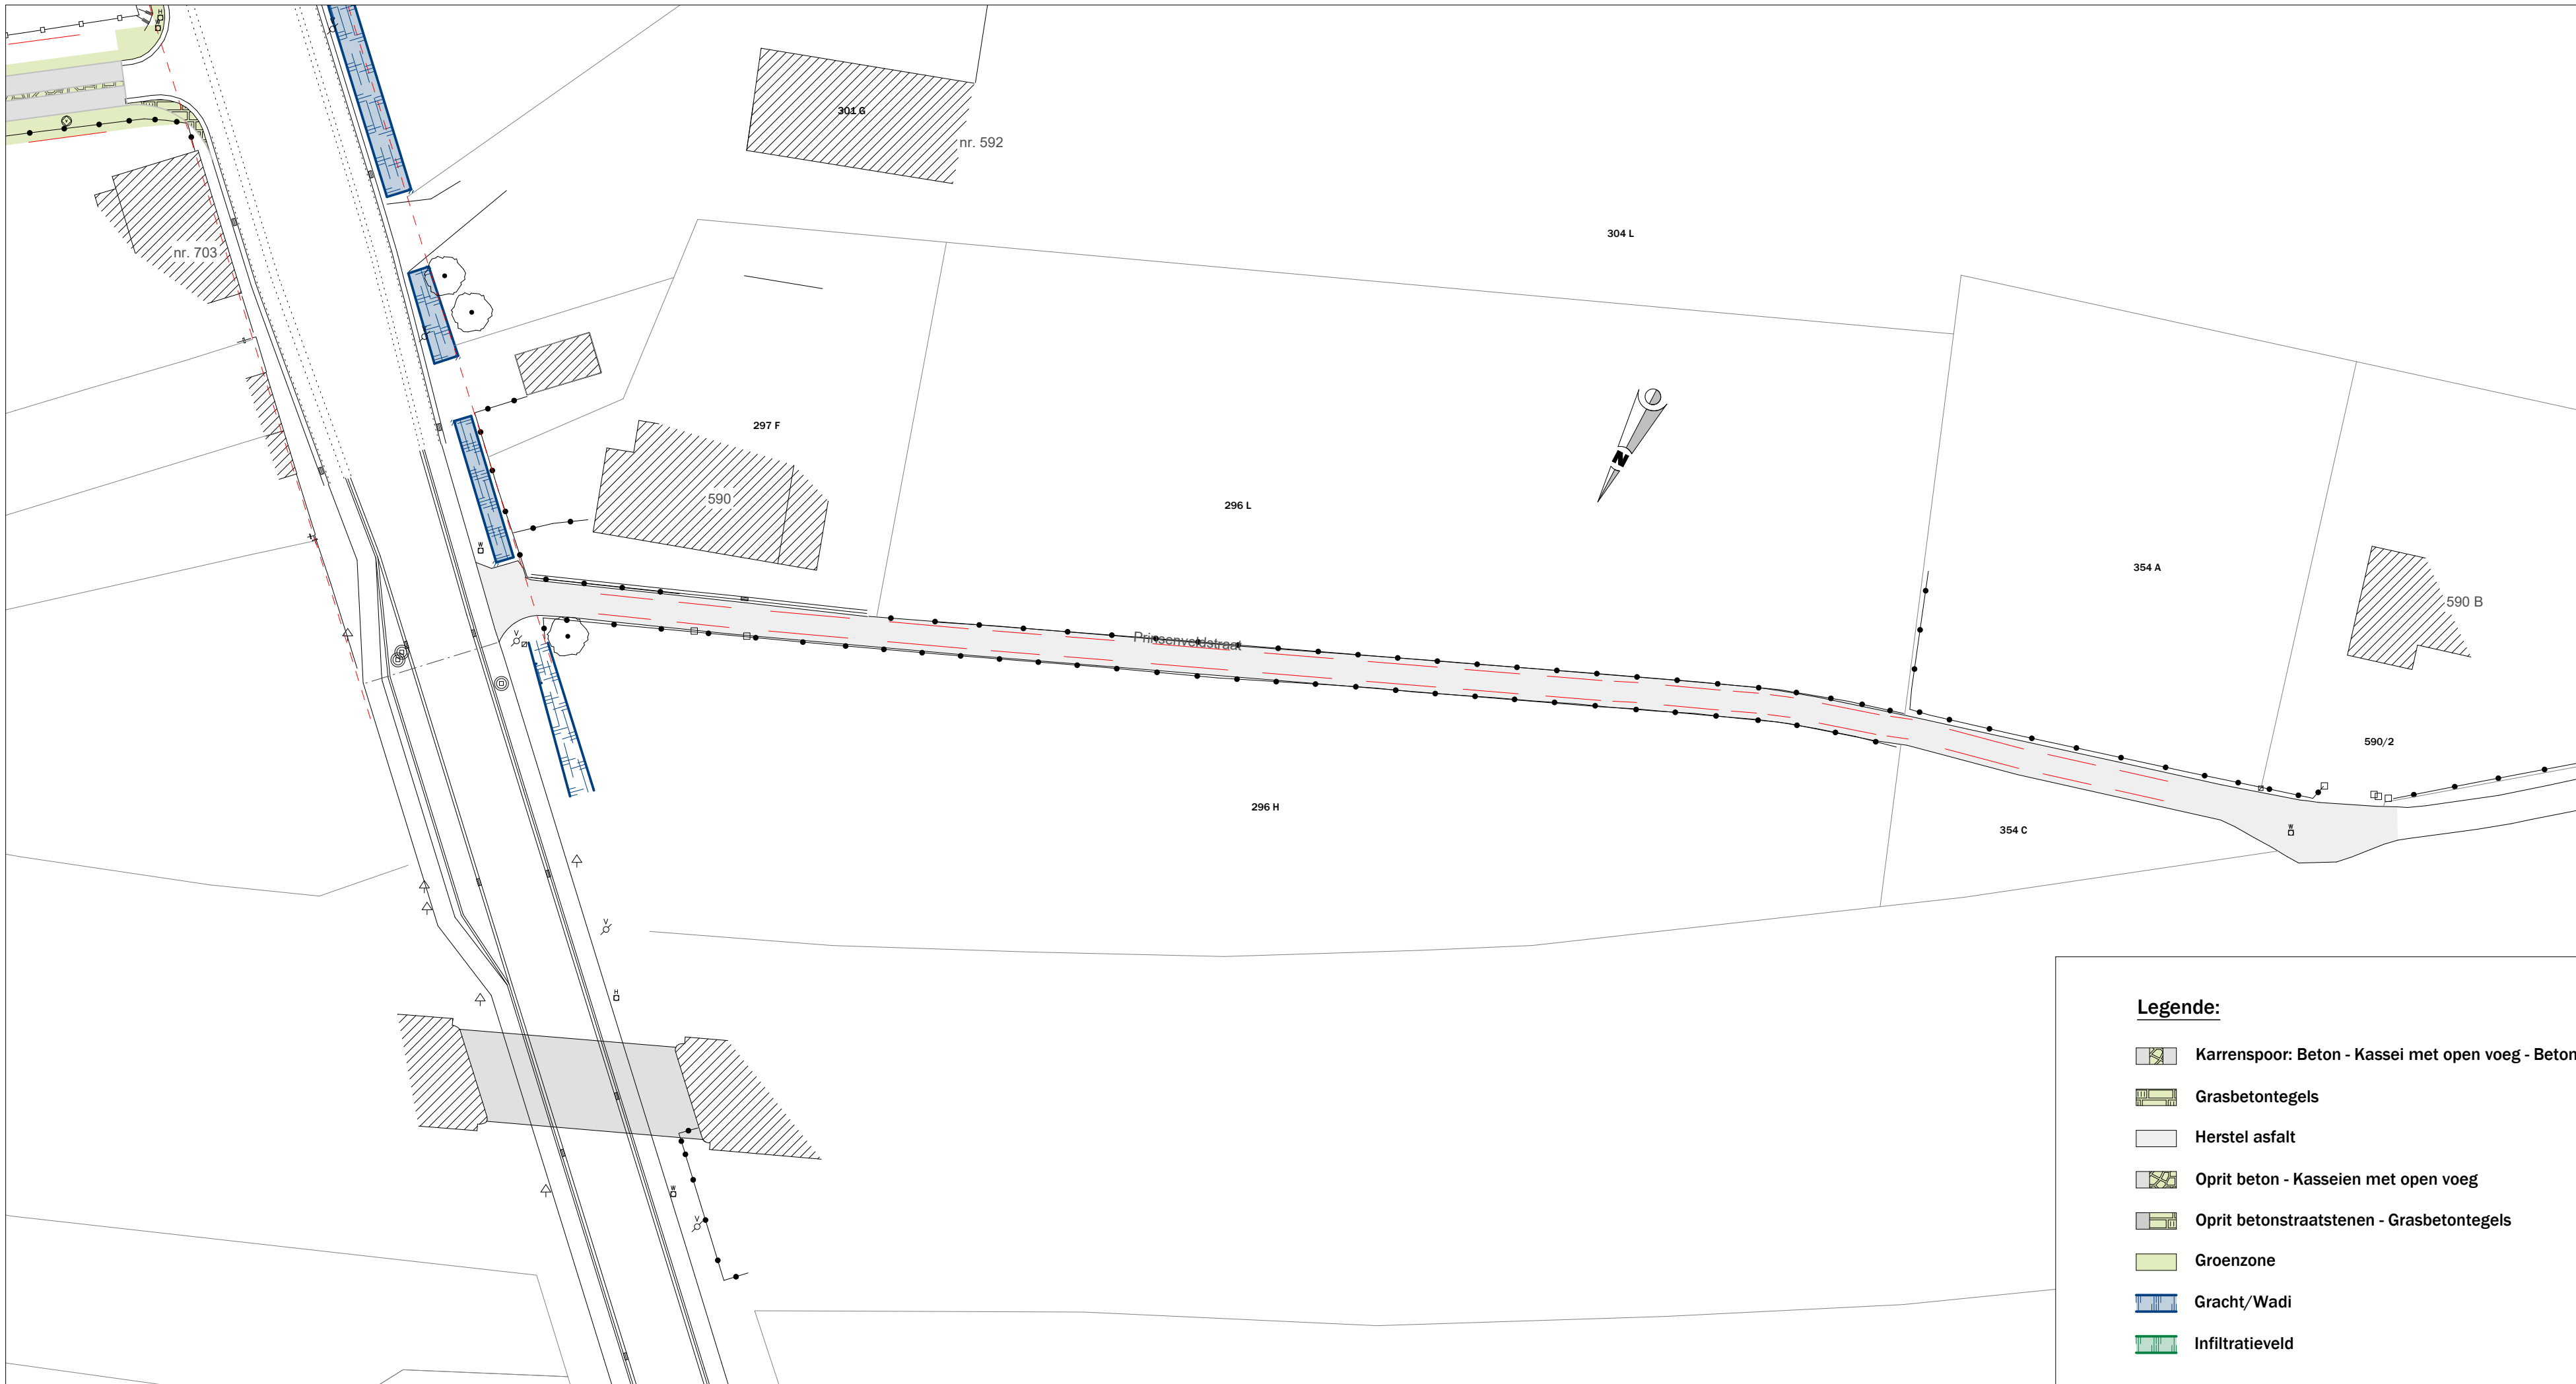 H
301 G
nr. 592
304 L
nr. 703
297 F
N
590
296 L
W
354 A
590 B
V
Prinsenveldstraat
590/2
296 H
354 C
W
V
H
W
V
Legende:
Karrenspoor: Beton - Kassei met open voeg - Beton
Grasbetontegels
Herstel asfalt
Oprit beton - Kasseien met open voeg
Oprit betonstraatstenen - Grasbetontegels
Groenzone
Gracht/Wadi
Infiltratieveld